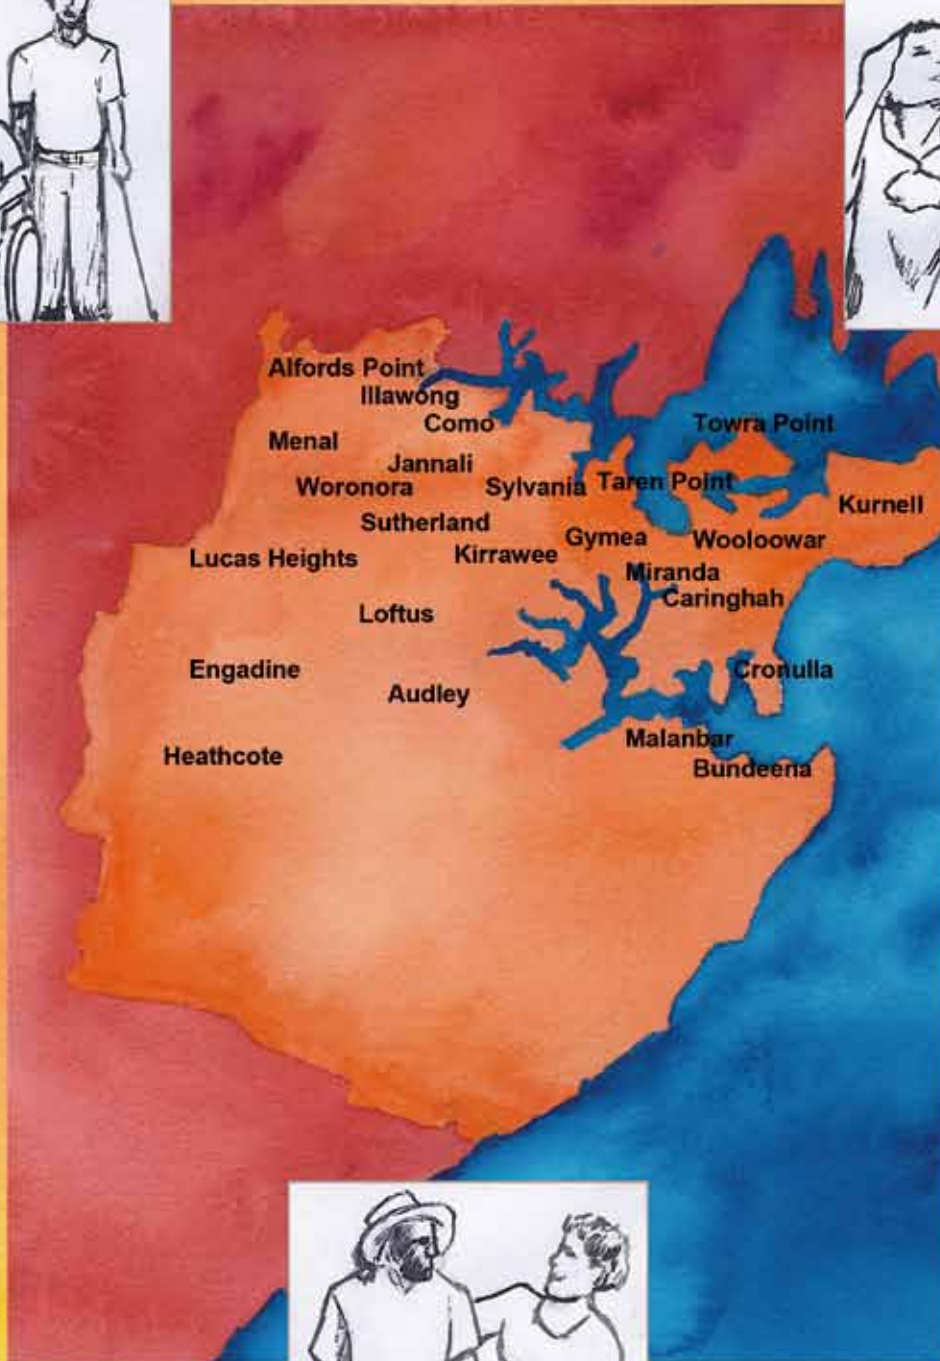 Alfords Point
Illawong
Como
Towra Point
Menal
Jannali
Woronora
Sylvania
Taren Point
Kurnell
Sutherland
Gymea
Wooloowar
Lucas Heights
Kirrawee
Miranda
Caringhah
Loftus
Engadine
Cronulla
Audley
Malanbar
Heathcote
Bundeena